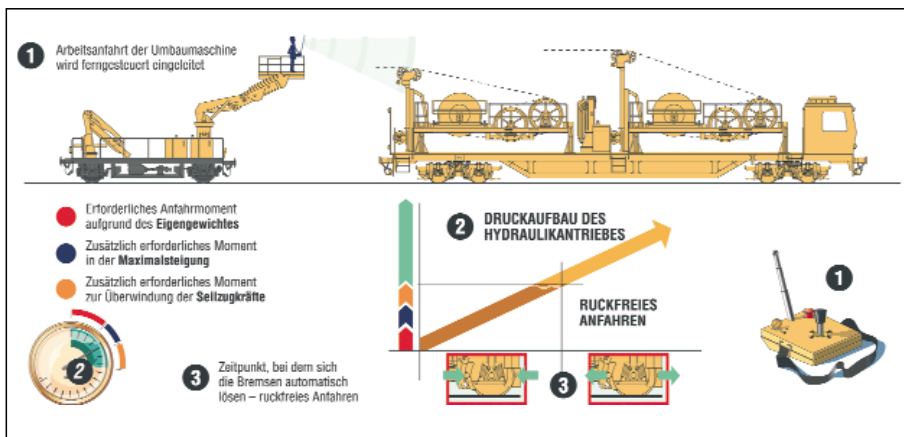 1
Arbeitsanfahrt der Umbaumaschine
wird ferngesteuert eingeleitet
Erforderliches Anfahrmoment
aufgrund des Eigengewichtes
Zusätzlich erforderliches Moment
in der Maximalsteigung
Zusätzlich erforderliches Moment
zur Überwindung der Seilzugkräfte
2
2
DRUCKAUFBAU DES
HYDRAULIKANTRIEBES
RUCKFREIES
ANFAHREN
1
3
Zeitpunkt, bei dem sich
die Bremsen automatisch
lösen – ruckfreies Anfahren
3